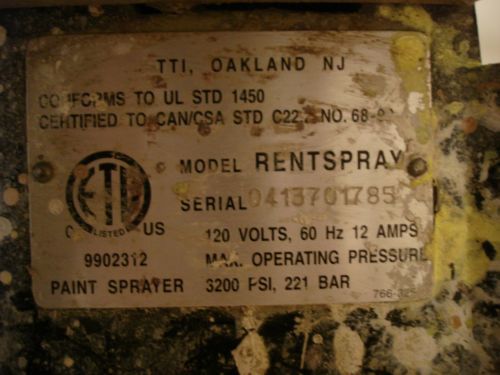 TTI, OAKLAND NJ
CONFORMS TO UL STD 1450
CERTIFIED TO CAN/CSA STD C22. NO. 68-
MODEL RENTSPRAY
SERIAL 0413701785
ETL
LISTED
C US
120 VOLTS, 60 Hz 12 AMPS
9902312
MAX. OPERATING PRESSURE
PAINT SPRAYER
3200 PSI, 221 BAR